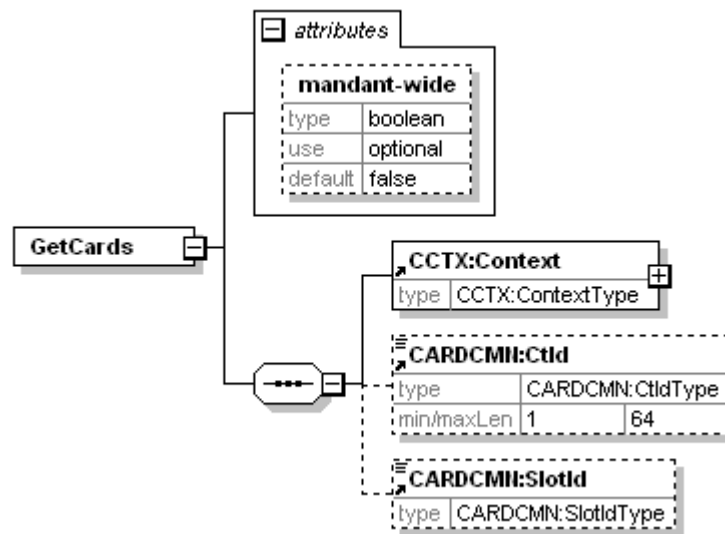 attributes
mandant-wide
type boolean
use optional
default false
GetCards
CCTX:Context
type CCTX:ContextType
CARDCMN:CtId
type CARDCMN:CtIdType
min/maxLen 1 64
CARDCMN:SlotId
type CARDCMN:SlotIdType